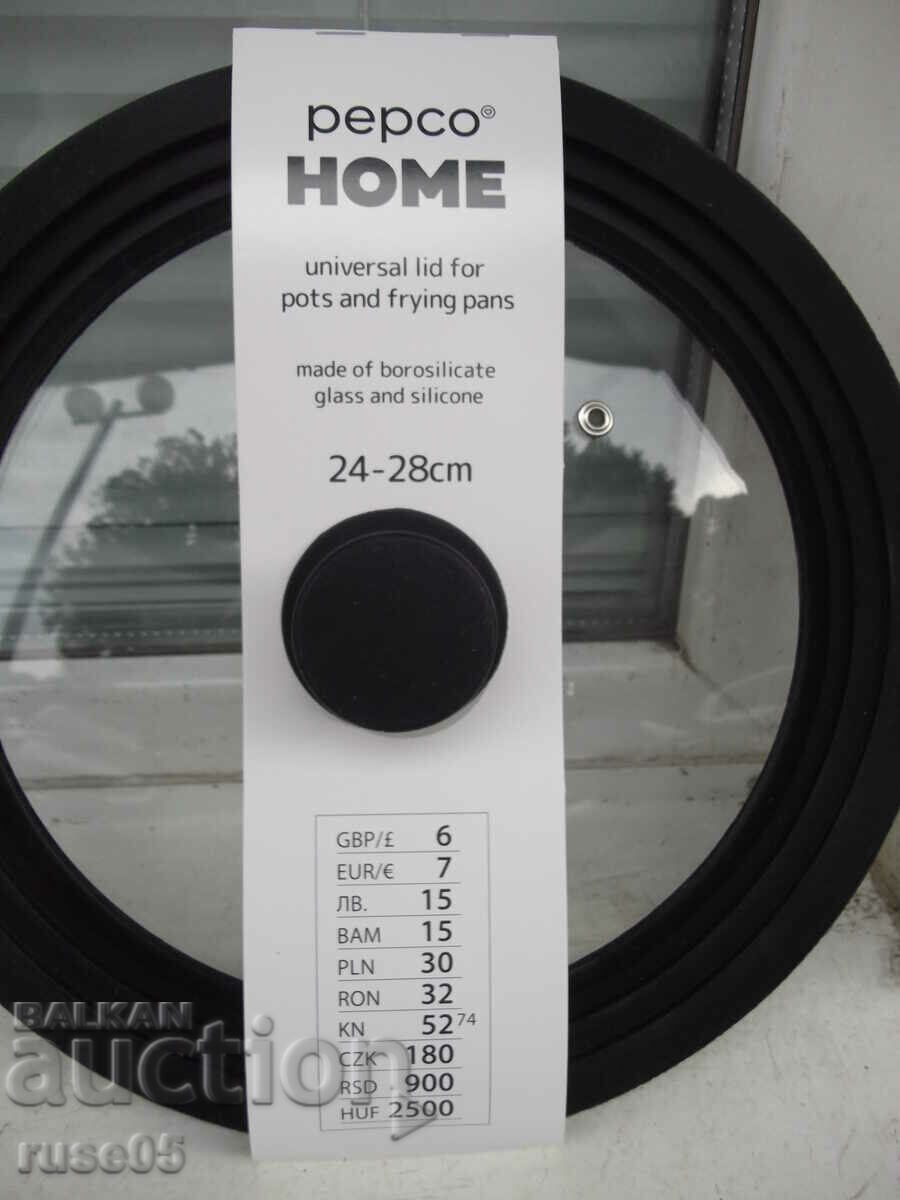 pepco®
HOME
universal lid for
pots and frying pans
made of borosilicate
glass and silicone
24-28cm
GBP/£ 6
EUR/€ 7
ЛВ. 15
BAM 15
PLN 30
RON 32
KN 52 74
CZK 180
RSD 900
HUF 2500
BALKAN
auction
ruse05